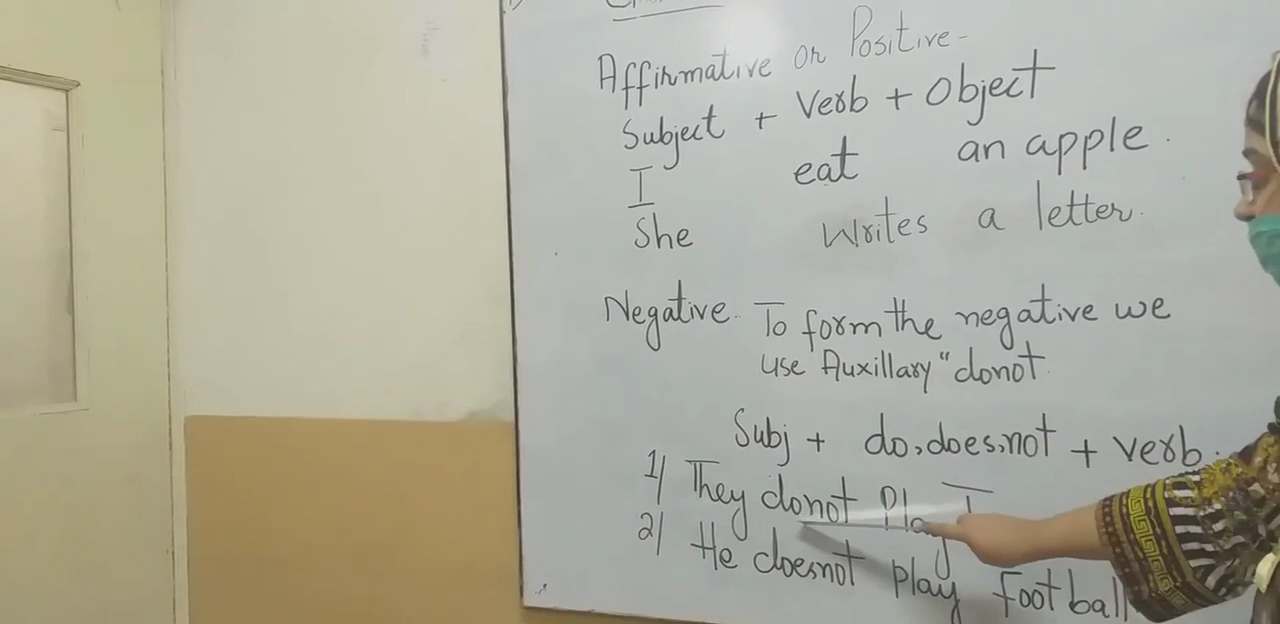 Affirmative or Positive-
Subject + Verb + Object
I eat an apple.
She writes a letter.
Negative. To form the negative we
use "Auxillary" donot
Subj + do, does, not + verb.
1) They donot Play
2) He doesnot play football